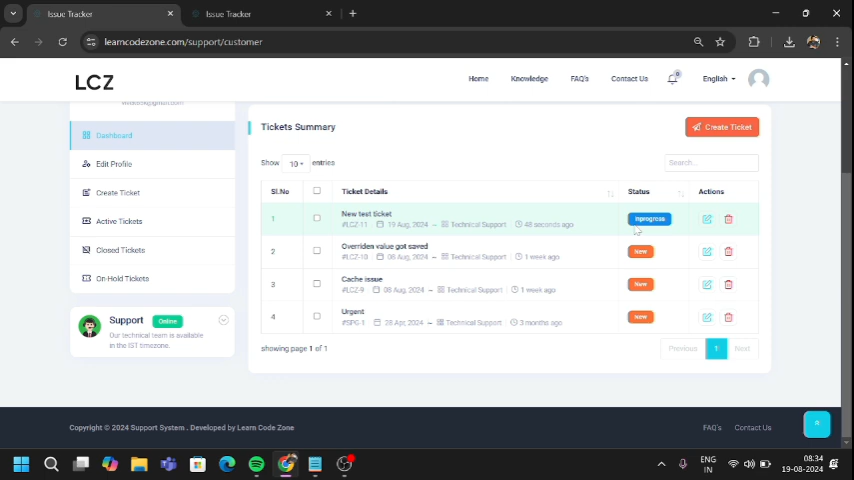 Issue Tracker
Issue Tracker
learncodezone.com/support/customer
LCZ
Home Knowledge FAQ's Contact Us 0 English
Dashboard
Edit Profile
Create Ticket
Active Tickets
Closed Tickets
On-Hold Tickets
Support Online
Our technical team is available
in the IST timezone.
Tickets Summary
Create Ticket
Show 10 entries
Search...
Sl.No Ticket Details Status Actions
1 New test ticket Inprogress
#LCZ-11 19 Aug, 2024 – Technical Support 48 seconds ago
2 Overriden value got saved New
#LCZ-10 08 Aug, 2024 – Technical Support 1 week ago
3 Cache issue New
#LCZ-9 08 Aug, 2024 – Technical Support 1 week ago
4 Urgent New
#SPG-1 28 Apr, 2024 – Technical Support 3 months ago
showing page 1 of 1
Previous 1 Next
Copyright © 2024 Support System . Developed by Learn Code Zone
FAQ's Contact Us
ENG
IN
08:34
19-08-2024